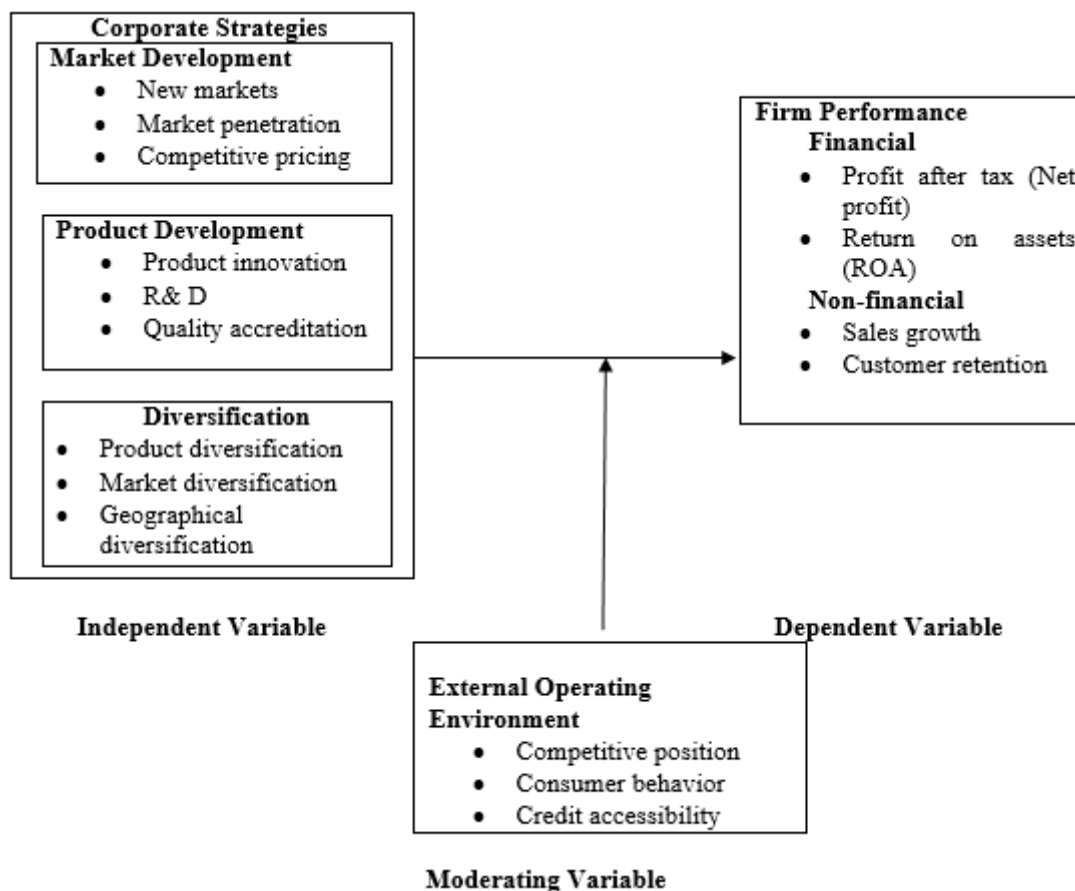 Corporate Strategies
Market Development
• New markets
• Market penetration
• Competitive pricing
Product Development
• Product innovation
• R& D
• Quality accreditation
Diversification
• Product diversification
• Market diversification
• Geographical
diversification
Independent Variable
Firm Performance
Financial
• Profit after tax (Net
profit)
• Return on assets
(ROA)
Non-financial
• Sales growth
• Customer retention
Dependent Variable
External Operating
Environment
• Competitive position
• Consumer behavior
• Credit accessibility
Moderating Variable